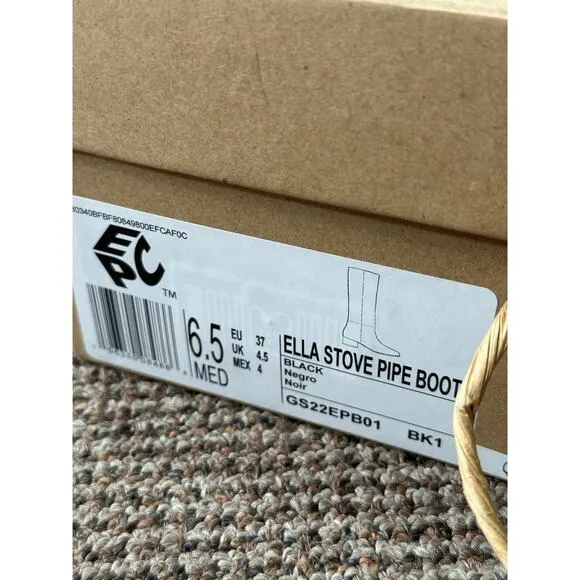 EPC
TM
6.5
MED
EU 37
UK 4.5
MEX 4
ELLA STOVE PIPE BOOT
BLACK
Negro
Noir
GS22EPB01 BK1